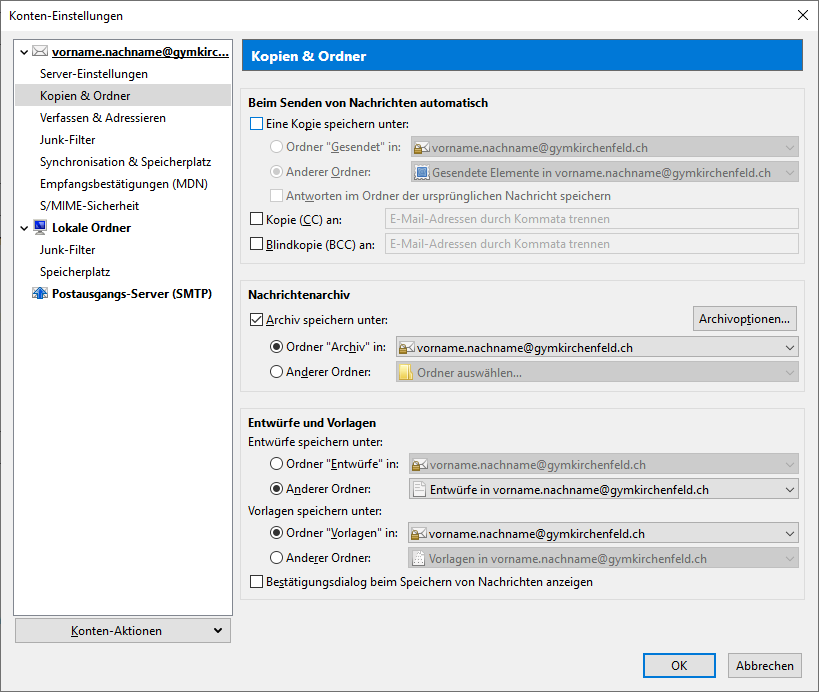 Konten-Einstellungen
vorname.nachname@gymkirc...
Server-Einstellungen
Kopien & Ordner
Verfassen & Adressieren
Junk-Filter
Synchronisation & Speicherplatz
Empfangsbestätigungen (MDN)
S/MIME-Sicherheit
Lokale Ordner
Junk-Filter
Speicherplatz
Postausgangs-Server (SMTP)
Konten-Aktionen
Kopien & Ordner
Beim Senden von Nachrichten automatisch
Eine Kopie speichern unter:
Ordner "Gesendet" in: vorname.nachname@gymkirchenfeld.ch
Anderer Ordner: Gesendete Elemente in vorname.nachname@gymkirchenfeld.ch
Antworten im Ordner der ursprünglichen Nachricht speichern
Kopie (CC) an: E-Mail-Adressen durch Kommata trennen
Blindkopie (BCC) an: E-Mail-Adressen durch Kommata trennen
Nachrichtenarchiv
Archiv speichern unter: Archivoptionen...
Ordner "Archiv" in: vorname.nachname@gymkirchenfeld.ch
Anderer Ordner: Ordner auswählen...
Entwürfe und Vorlagen
Entwürfe speichern unter:
Ordner "Entwürfe" in: vorname.nachname@gymkirchenfeld.ch
Anderer Ordner: Entwürfe in vorname.nachname@gymkirchenfeld.ch
Vorlagen speichern unter:
Ordner "Vorlagen" in: vorname.nachname@gymkirchenfeld.ch
Anderer Ordner: Vorlagen in vorname.nachname@gymkirchenfeld.ch
Bestätigungsdialog beim Speichern von Nachrichten anzeigen
OK Abbrechen